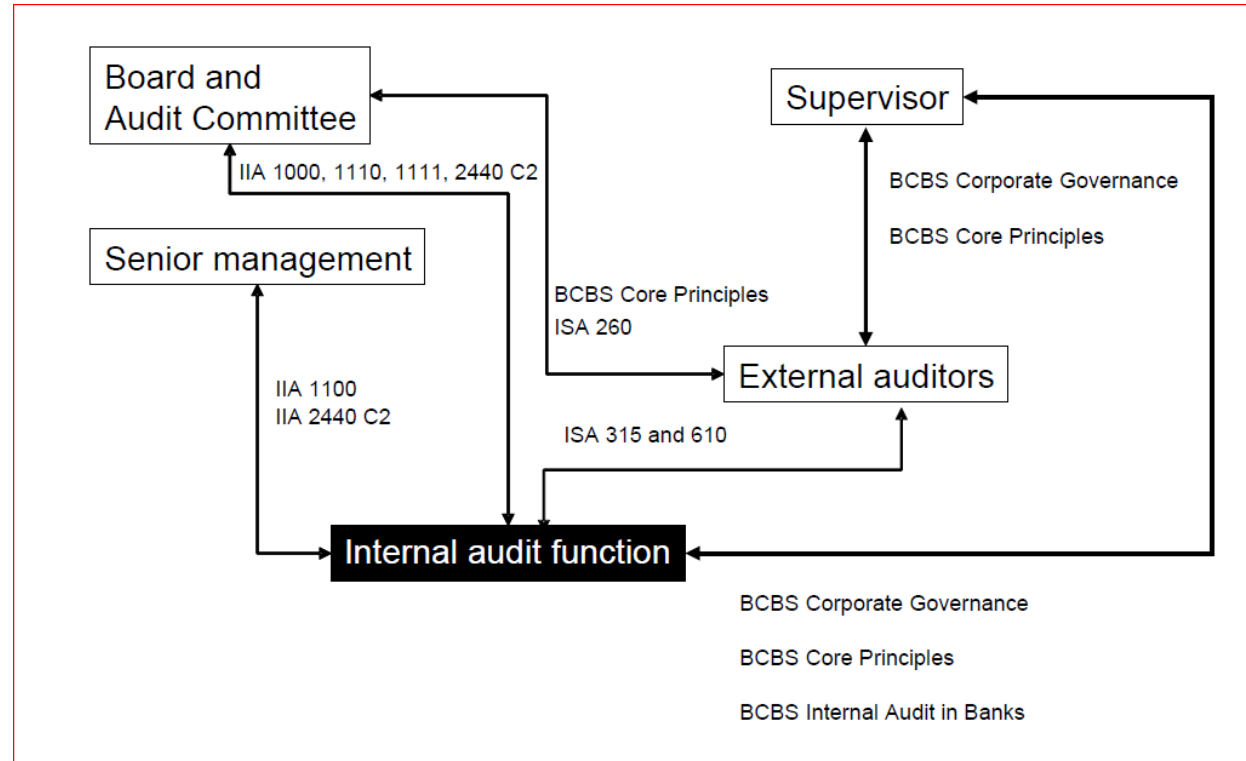 Board and
Audit Committee
Supervisor
IIA 1000, 1110, 1111, 2440 C2
BCBS Corporate Governance
BCBS Core Principles
Senior management
BCBS Core Principles
ISA 260
External auditors
IIA 1100
IIA 2440 C2
ISA 315 and 610
Internal audit function
BCBS Corporate Governance
BCBS Core Principles
BCBS Internal Audit in Banks